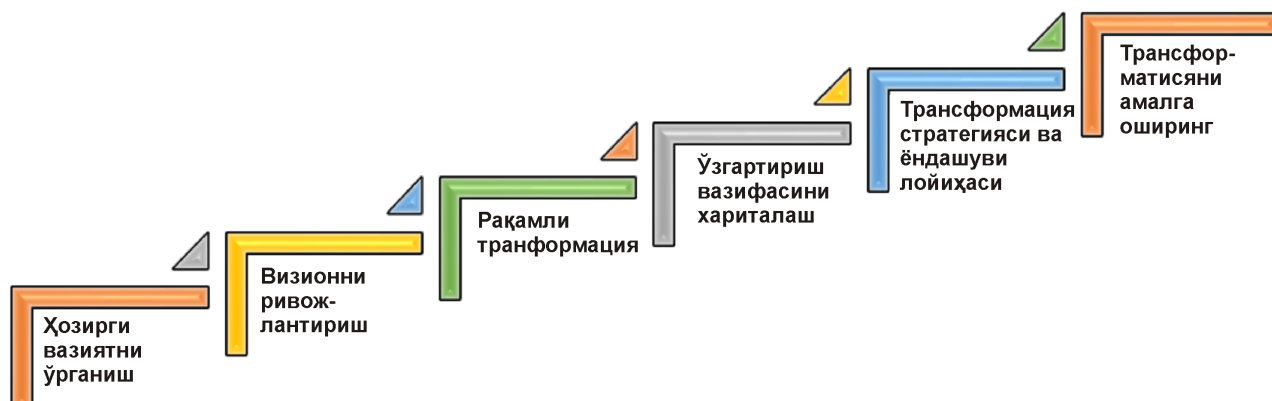 Ҳозирги
вазиятни
ўрганиш
Визионни
ривож-
лантириш
Рақамли
транформация
Ўзгартириш
вазифасини
хариталаш
Трансформация
стратегияси ва
ёндашуви
лойиҳаси
Трансфор-
матисяни
амалга
оширинг